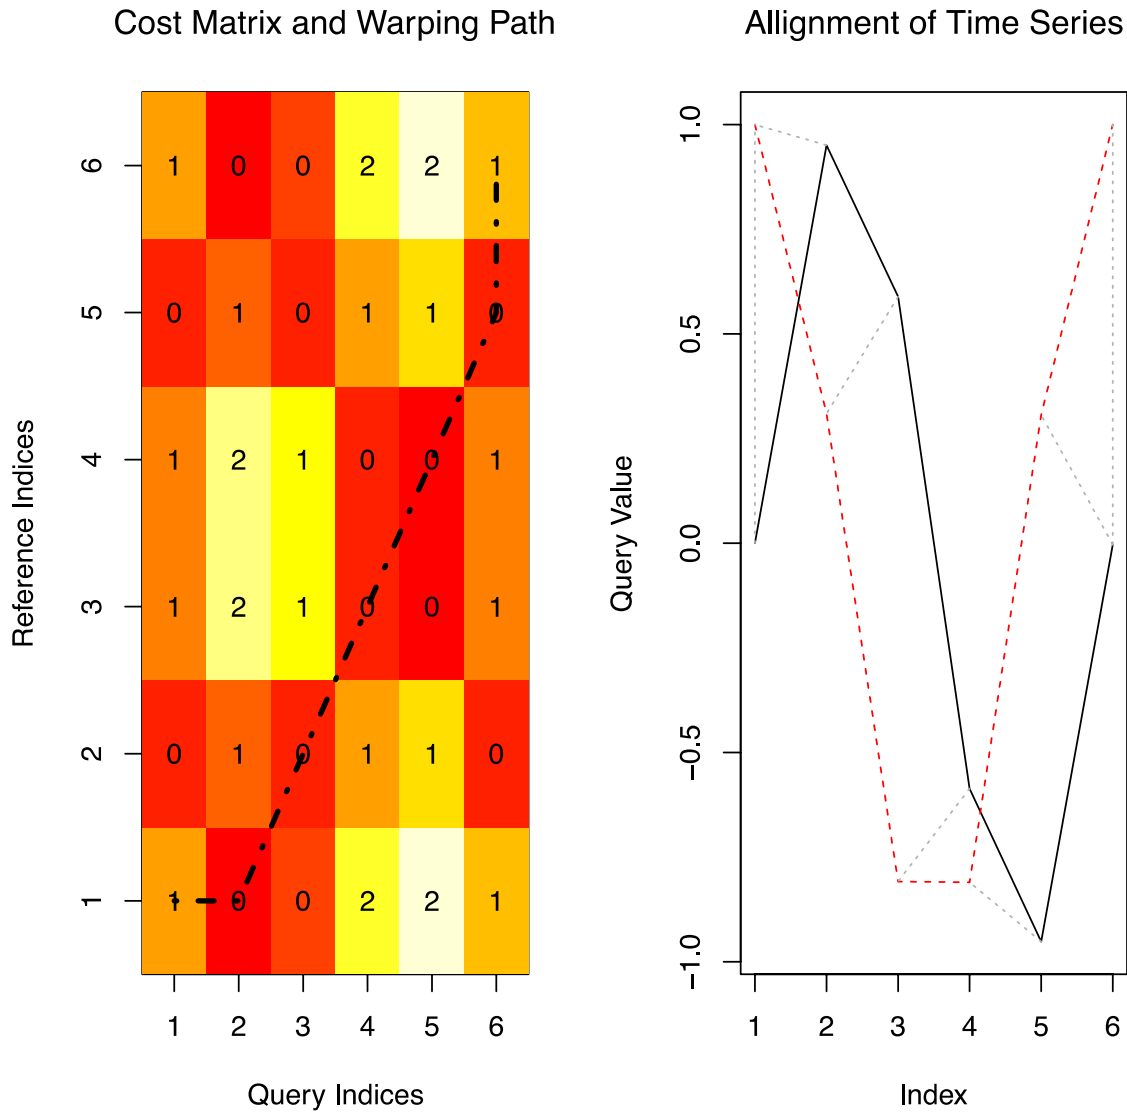 Cost Matrix and Warping Path
Reference Indices
6 1 0 0 2 2 1
5 0 1 0 1 1 0
4 1 2 1 0 0 1
3 1 2 1 0 0 1
2 0 1 0 1 1 0
1 1 0 0 2 2 1
1 2 3 4 5 6
Query Indices
Allignment of Time Series
Query Value
1.0
0.5
0.0
−0.5
−1.0
1 2 3 4 5 6
Index